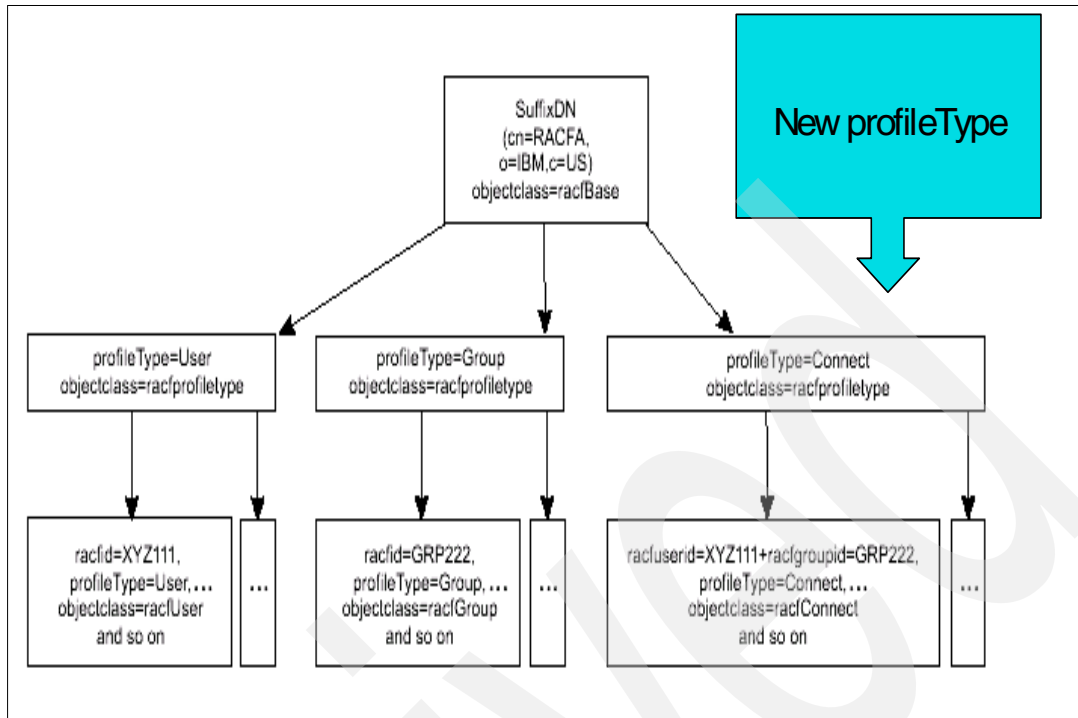 SuffixDN
(cn=RACFA,
o=IBM,c=US)
objectclass=racfBase
New profileType
profileType=User
objectclass=racfprofiletype
profileType=Group
objectclass=racfprofiletype
profileType=Connect
objectclass=racfprofiletype
racfid=XYZ111,
profileType=User, ...
objectclass=racfUser
and so on
...
racfid=GRP222,
profileType=Group, ...
objectclass=racfGroup
and so on
...
racfuserid=XYZ111+racfgroupid=GRP222,
profileType=Connect, ...
objectclass=racfConnect
and so on
...